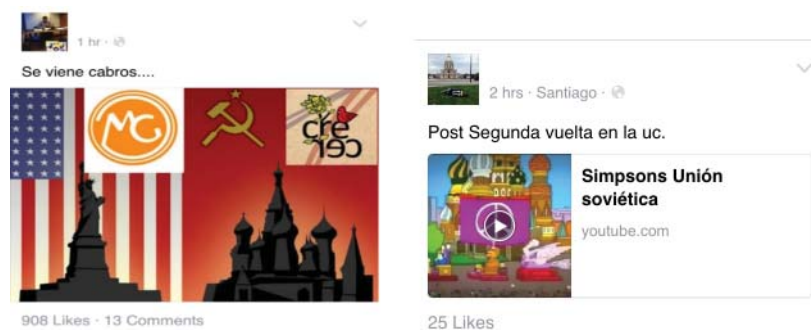 1 hr ·
Se viene cabros....
MG
cre
cer
908 Likes · 13 Comments
2 hrs · Santiago ·
Post Segunda vuelta en la uc.
Simpsons Unión
soviética
youtube.com
25 Likes